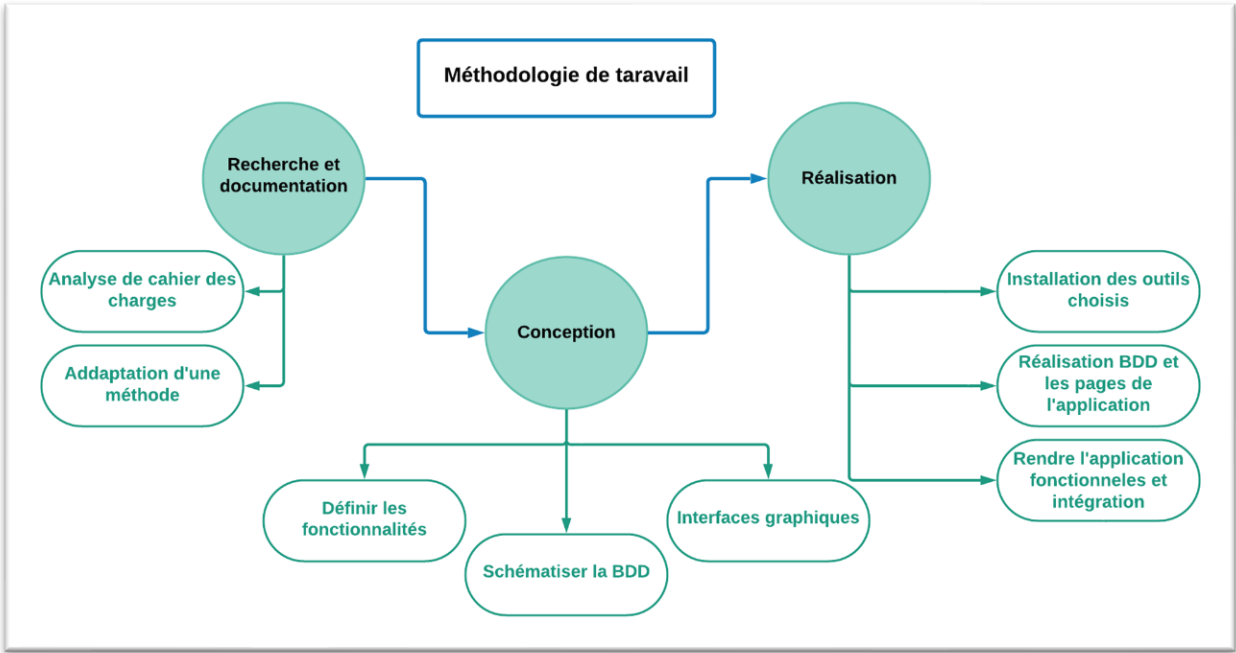 Méthodologie de taravail
Recherche et
documentation
Analyse de cahier des
charges
Addaptation d'une
méthode
Conception
Définir les
fonctionnalités
Schématiser la BDD
Interfaces graphiques
Réalisation
Installation des outils
choisis
Réalisation BDD et
les pages de
l'application
Rendre l'application
fonctionneles et
intégration